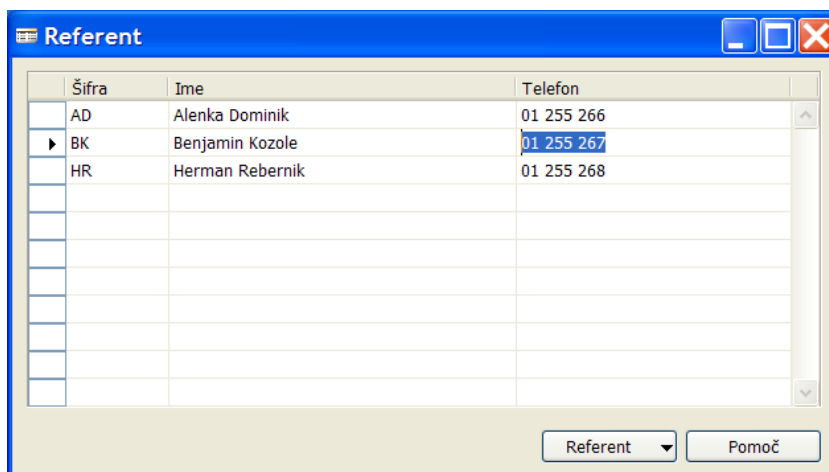 Referent
Šifra Ime Telefon
AD Alenka Dominik 01 255 266
BK Benjamin Kozole 01 255 267
HR Herman Rebernik 01 255 268
Referent Pomoč